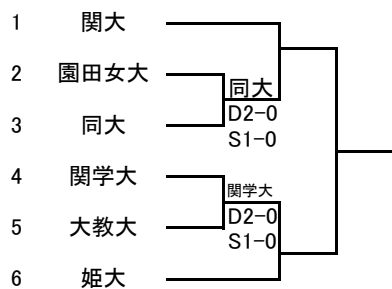 1 関大
2 園田女大
同大
D2-0
3 同大
S1-0
4 関学大
関学大
D2-0
5 大教大
S1-0
6 姫大